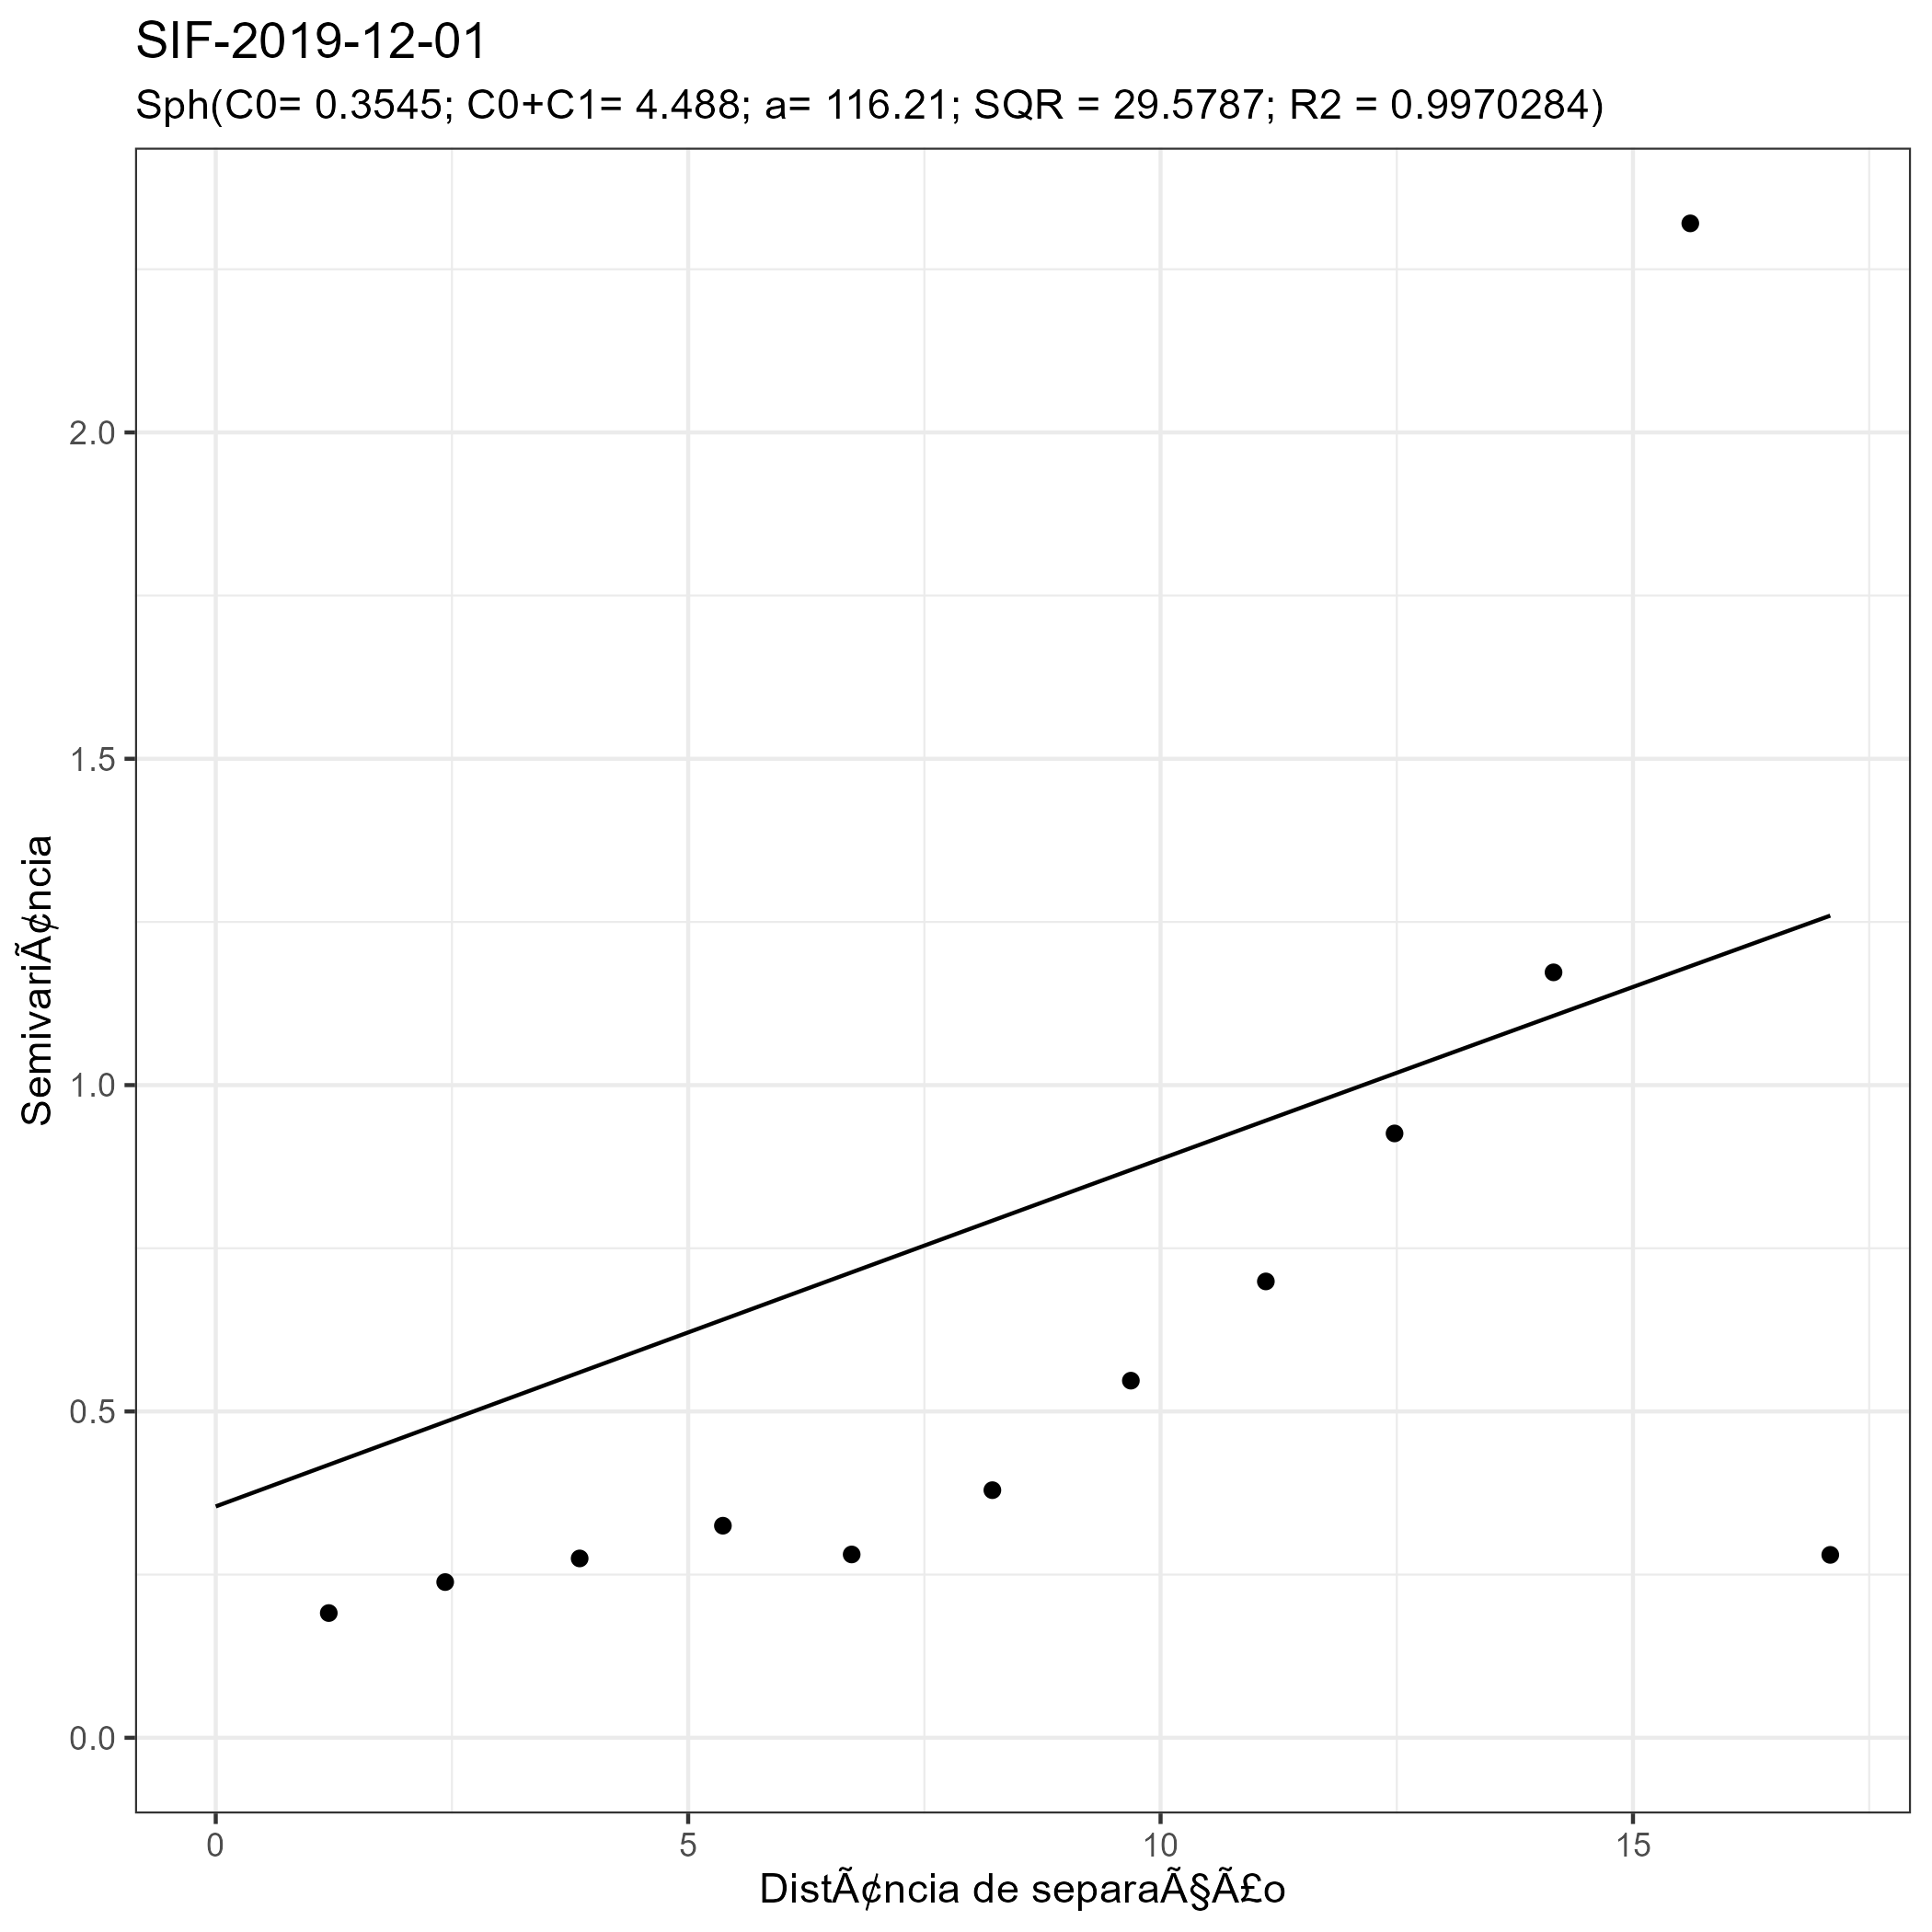 SIF-2019-12-01
Sph(C0= 0.3545; C0+C1= 4.488; a= 116.21; SQR = 29.5787; R2 = 0.9970284)
SemivariÃ¢ncia
2.0
1.5
1.0
0.5
0.0
0 5 10 15
DistÃ¢ncia de separaÃ§Ã£o